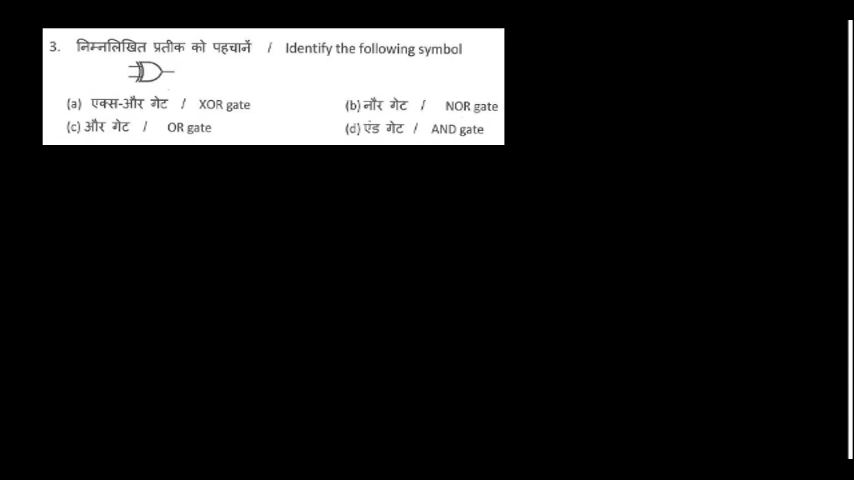 3. निम्नलिखित प्रतीक को पहचानें / Identify the following symbol
(a) एक्स-और गेट / XOR gate (b) नौर गेट / NOR gate
(c) और गेट / OR gate (d) एंड गेट / AND gate